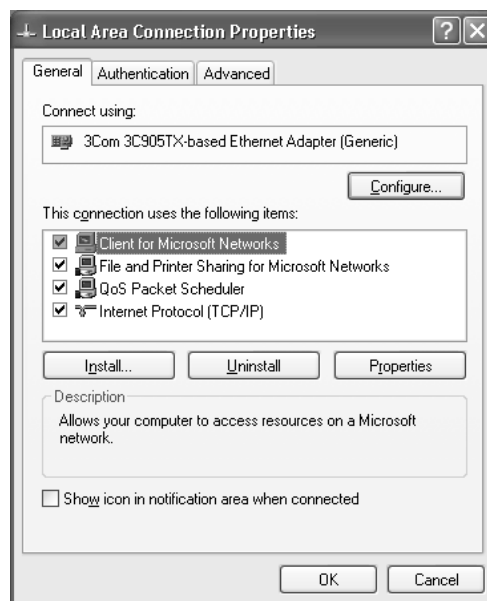 Local Area Connection Properties
General Authentication Advanced
Connect using:
3Com 3C905TX-based Ethernet Adapter (Generic)
Configure...
This connection uses the following items:
Client for Microsoft Networks
File and Printer Sharing for Microsoft Networks
QoS Packet Scheduler
Internet Protocol (TCP/IP)
Install... Uninstall Properties
Description
Allows your computer to access resources on a Microsoft
network.
Show icon in notification area when connected
OK Cancel